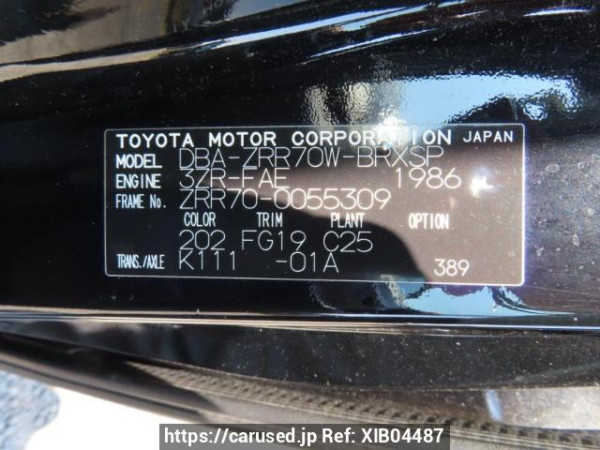 TOYOTA MOTOR CORPORATION JAPAN
MODEL DBA-ZRR70W-BRXSP
ENGINE 3ZR-FAE 1986 L
FRAME No. ZRR70-0055309
COLOR TRIM PLANT OPTION
202 FG19 C25
TRANS./AXLE K111 -01A 389
https://carused.jp Ref: XIB04487